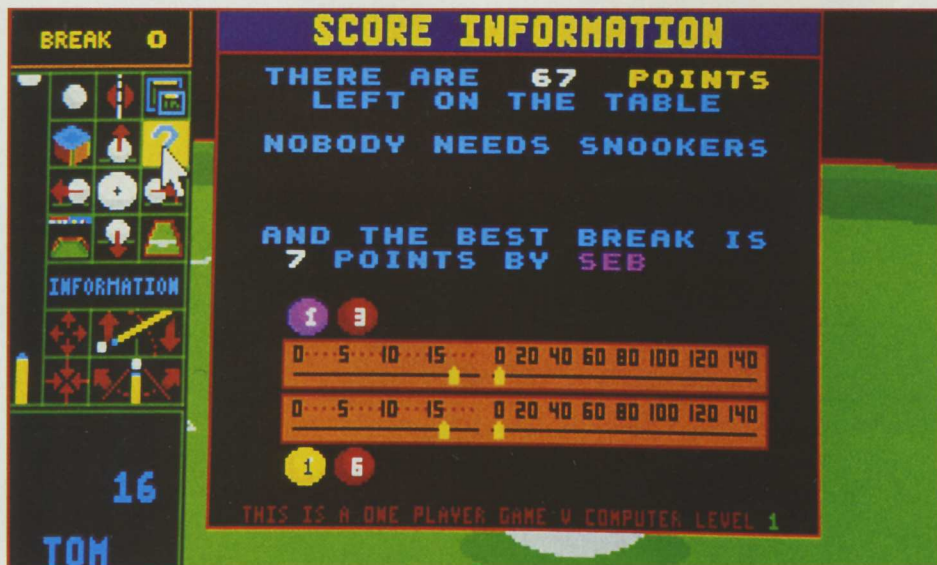 BREAK 0
SCORE INFORMATION
THERE ARE 67 POINTS
LEFT ON THE TABLE
NOBODY NEEDS SNOOKERS
?
AND THE BEST BREAK IS
7 POINTS BY SEB
INFORMATION
1 3
0····5····10····15···· 0 20 40 60 80 100 120 140
0····5····10····15···· 0 20 40 60 80 100 120 140
1 6
16
THIS IS A ONE PLAYER GAME V COMPUTER LEVEL 1
TOM